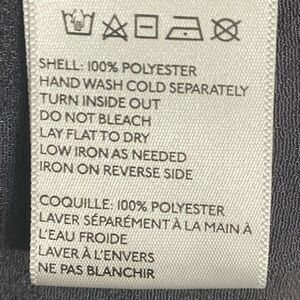 SHELL: 100% POLYESTER
HAND WASH COLD SEPARATELY
TURN INSIDE OUT
DO NOT BLEACH
LAY FLAT TO DRY
LOW IRON AS NEEDED
IRON ON REVERSE SIDE
COQUILLE: 100% POLYESTER
LAVER SÉPARÉMENT À LA MAIN À
L'EAU FROIDE
LAVER À L'ENVERS
NE PAS BLANCHIR